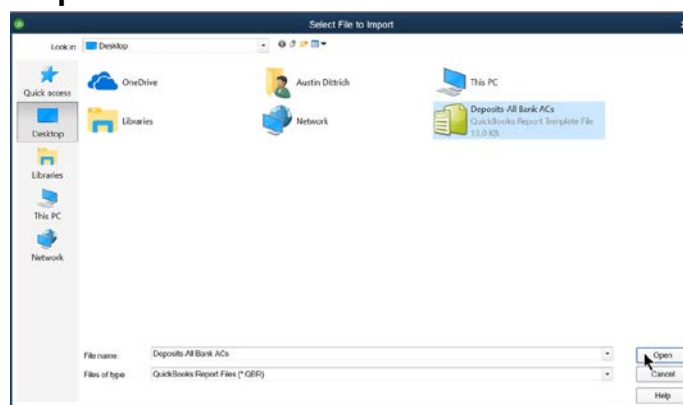 Select File to Import
Look in:
Desktop
Quick access
Desktop
Libraries
This PC
Network
OneDrive
Austin Dittrich
This PC
Libraries
Network
Deposits-All Bank ACs
QuickBooks Report Template File
33.0 KB
File name:
Deposits-All Bank ACs
Open
Files of type:
QuickBooks Report Files (*.QBR)
Cancel
Help